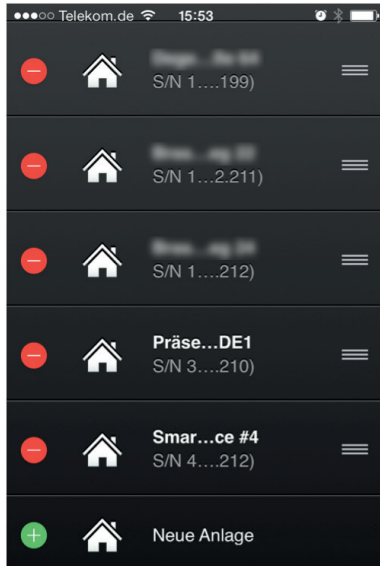 Telekom.de 15:53
S/N 1....199)
S/N 1...2.211)
S/N 1....212)
Präse...DE1
S/N 3....210)
Smar...ce #4
S/N 4....212)
Neue Anlage